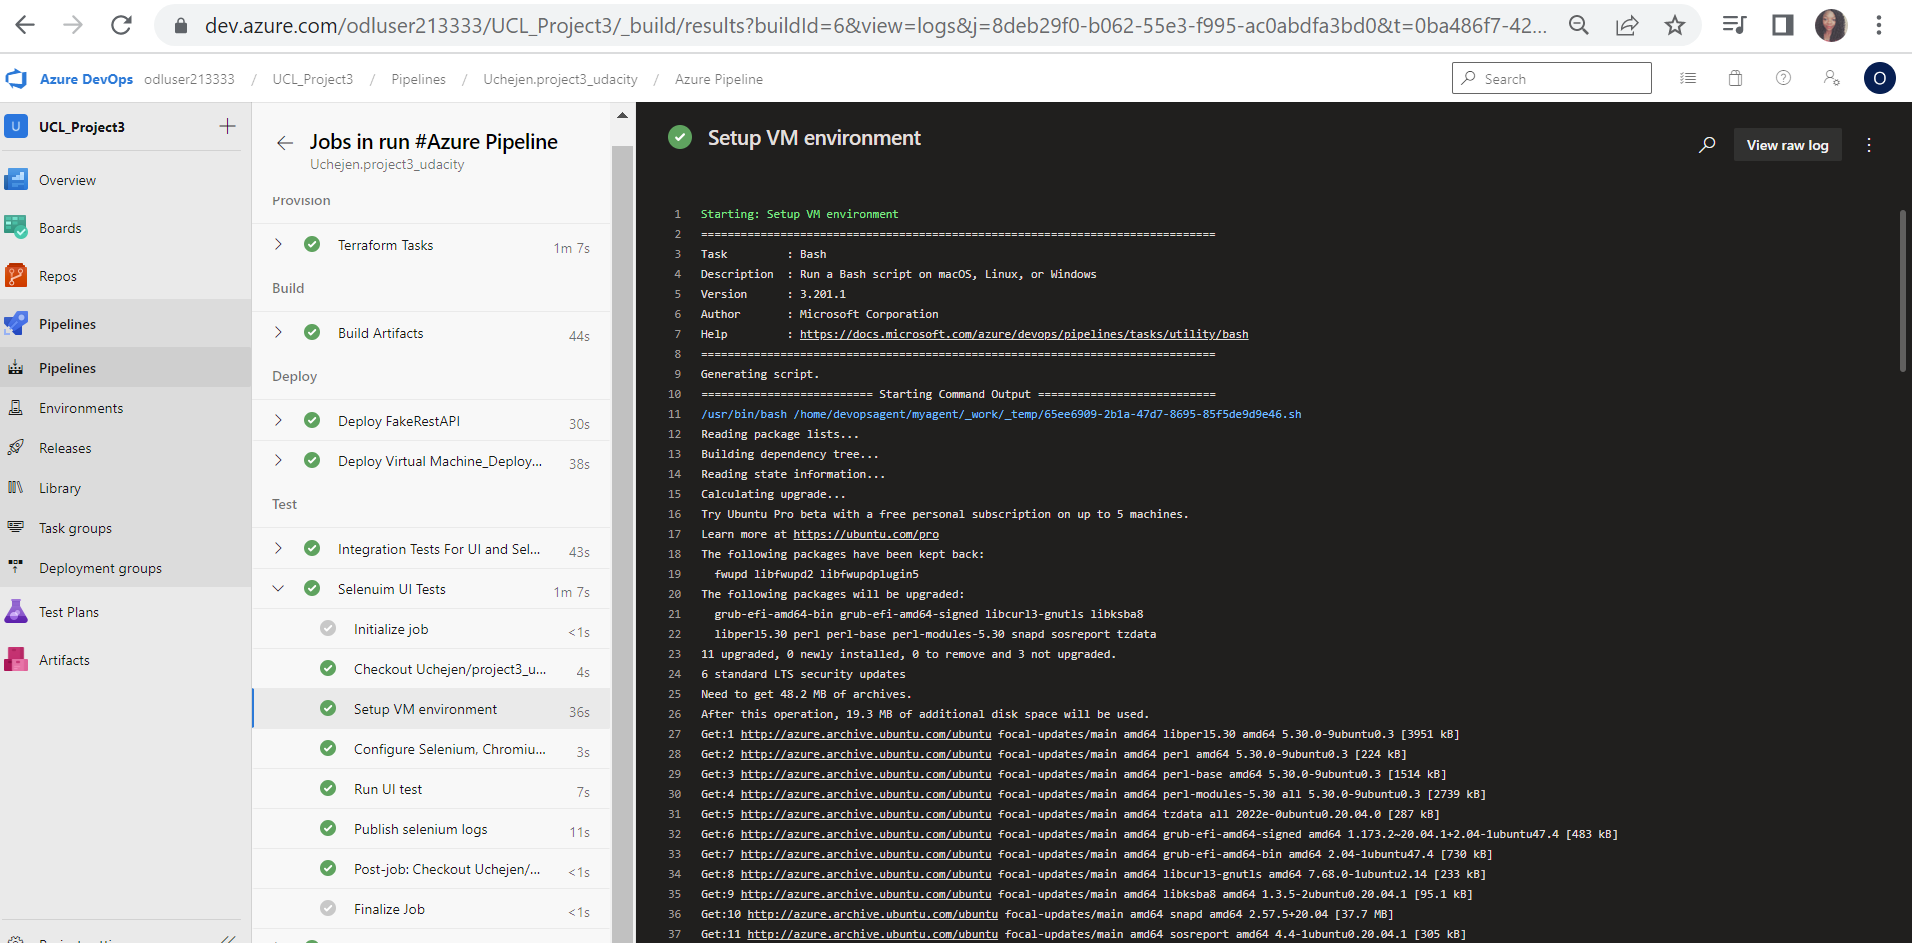 dev.azure.com/odluser213333/UCL_Project3/_build/results?buildId=6&view=logs&j=8deb29f0-b062-55e3-f995-ac0abdfa3bd0&t=0ba486f7-42...
Azure DevOps odluser213333 / UCL_Project3 / Pipelines / Uchejen.project3_udacity / Azure Pipeline
Search
O
U UCL_Project3
Overview
Boards
Repos
Pipelines
Pipelines
Environments
Releases
Library
Task groups
Deployment groups
Test Plans
Artifacts
Jobs in run #Azure Pipeline
Uchejen.project3_udacity
Provision
Terraform Tasks 1m 7s
Build
Build Artifacts 44s
Deploy
Deploy FakeRestAPI 30s
Deploy Virtual Machine_Deploy... 38s
Test
Integration Tests For UI and Sel... 43s
Selenuim UI Tests 1m 7s
Initialize job <1s
Checkout Uchejen/project3_u... 4s
Setup VM environment 36s
Configure Selenium, Chromiu... 3s
Run UI test 7s
Publish selenium logs 11s
Post-job: Checkout Uchejen/... <1s
Finalize Job <1s
Setup VM environment
View raw log
1 Starting: Setup VM environment
2 ==============================================================================
3 Task : Bash
4 Description : Run a Bash script on macOS, Linux, or Windows
5 Version : 3.201.1
6 Author : Microsoft Corporation
7 Help : https://docs.microsoft.com/azure/devops/pipelines/tasks/utility/bash
8 ==============================================================================
9 Generating script.
10 ========================== Starting Command Output ===========================
11 /usr/bin/bash /home/devopsagent/myagent/_work/_temp/65ee6909-2b1a-47d7-8695-85f5de9d9e46.sh
12 Reading package lists...
13 Building dependency tree...
14 Reading state information...
15 Calculating upgrade...
16 Try Ubuntu Pro beta with a free personal subscription on up to 5 machines.
17 Learn more at https://ubuntu.com/pro
18 The following packages have been kept back:
19 fwupd libfwupd2 libfwupdplugin5
20 The following packages will be upgraded:
21 grub-efi-amd64-bin grub-efi-amd64-signed libcurl3-gnutls libksba8
22 libperl5.30 perl perl-base perl-modules-5.30 snapd sosreport tzdata
23 11 upgraded, 0 newly installed, 0 to remove and 3 not upgraded.
24 6 standard LTS security updates
25 Need to get 48.2 MB of archives.
26 After this operation, 19.3 MB of additional disk space will be used.
27 Get:1 http://azure.archive.ubuntu.com/ubuntu focal-updates/main amd64 libperl5.30 amd64 5.30.0-9ubuntu0.3 [3951 kB]
28 Get:2 http://azure.archive.ubuntu.com/ubuntu focal-updates/main amd64 perl amd64 5.30.0-9ubuntu0.3 [224 kB]
29 Get:3 http://azure.archive.ubuntu.com/ubuntu focal-updates/main amd64 perl-base amd64 5.30.0-9ubuntu0.3 [1514 kB]
30 Get:4 http://azure.archive.ubuntu.com/ubuntu focal-updates/main amd64 perl-modules-5.30 all 5.30.0-9ubuntu0.3 [2739 kB]
31 Get:5 http://azure.archive.ubuntu.com/ubuntu focal-updates/main amd64 tzdata all 2022e-0ubuntu0.20.04.0 [287 kB]
32 Get:6 http://azure.archive.ubuntu.com/ubuntu focal-updates/main amd64 grub-efi-amd64-signed amd64 1.173.2~20.04.1+2.04-1ubuntu47.4 [483 kB]
33 Get:7 http://azure.archive.ubuntu.com/ubuntu focal-updates/main amd64 grub-efi-amd64-bin amd64 2.04-1ubuntu47.4 [730 kB]
34 Get:8 http://azure.archive.ubuntu.com/ubuntu focal-updates/main amd64 libcurl3-gnutls amd64 7.68.0-1ubuntu2.14 [233 kB]
35 Get:9 http://azure.archive.ubuntu.com/ubuntu focal-updates/main amd64 libksba8 amd64 1.3.5-2ubuntu0.20.04.1 [95.1 kB]
36 Get:10 http://azure.archive.ubuntu.com/ubuntu focal-updates/main amd64 snapd amd64 2.57.5+20.04 [37.7 MB]
37 Get:11 http://azure.archive.ubuntu.com/ubuntu focal-updates/main amd64 sosreport amd64 4.4-1ubuntu0.20.04.1 [305 kB]